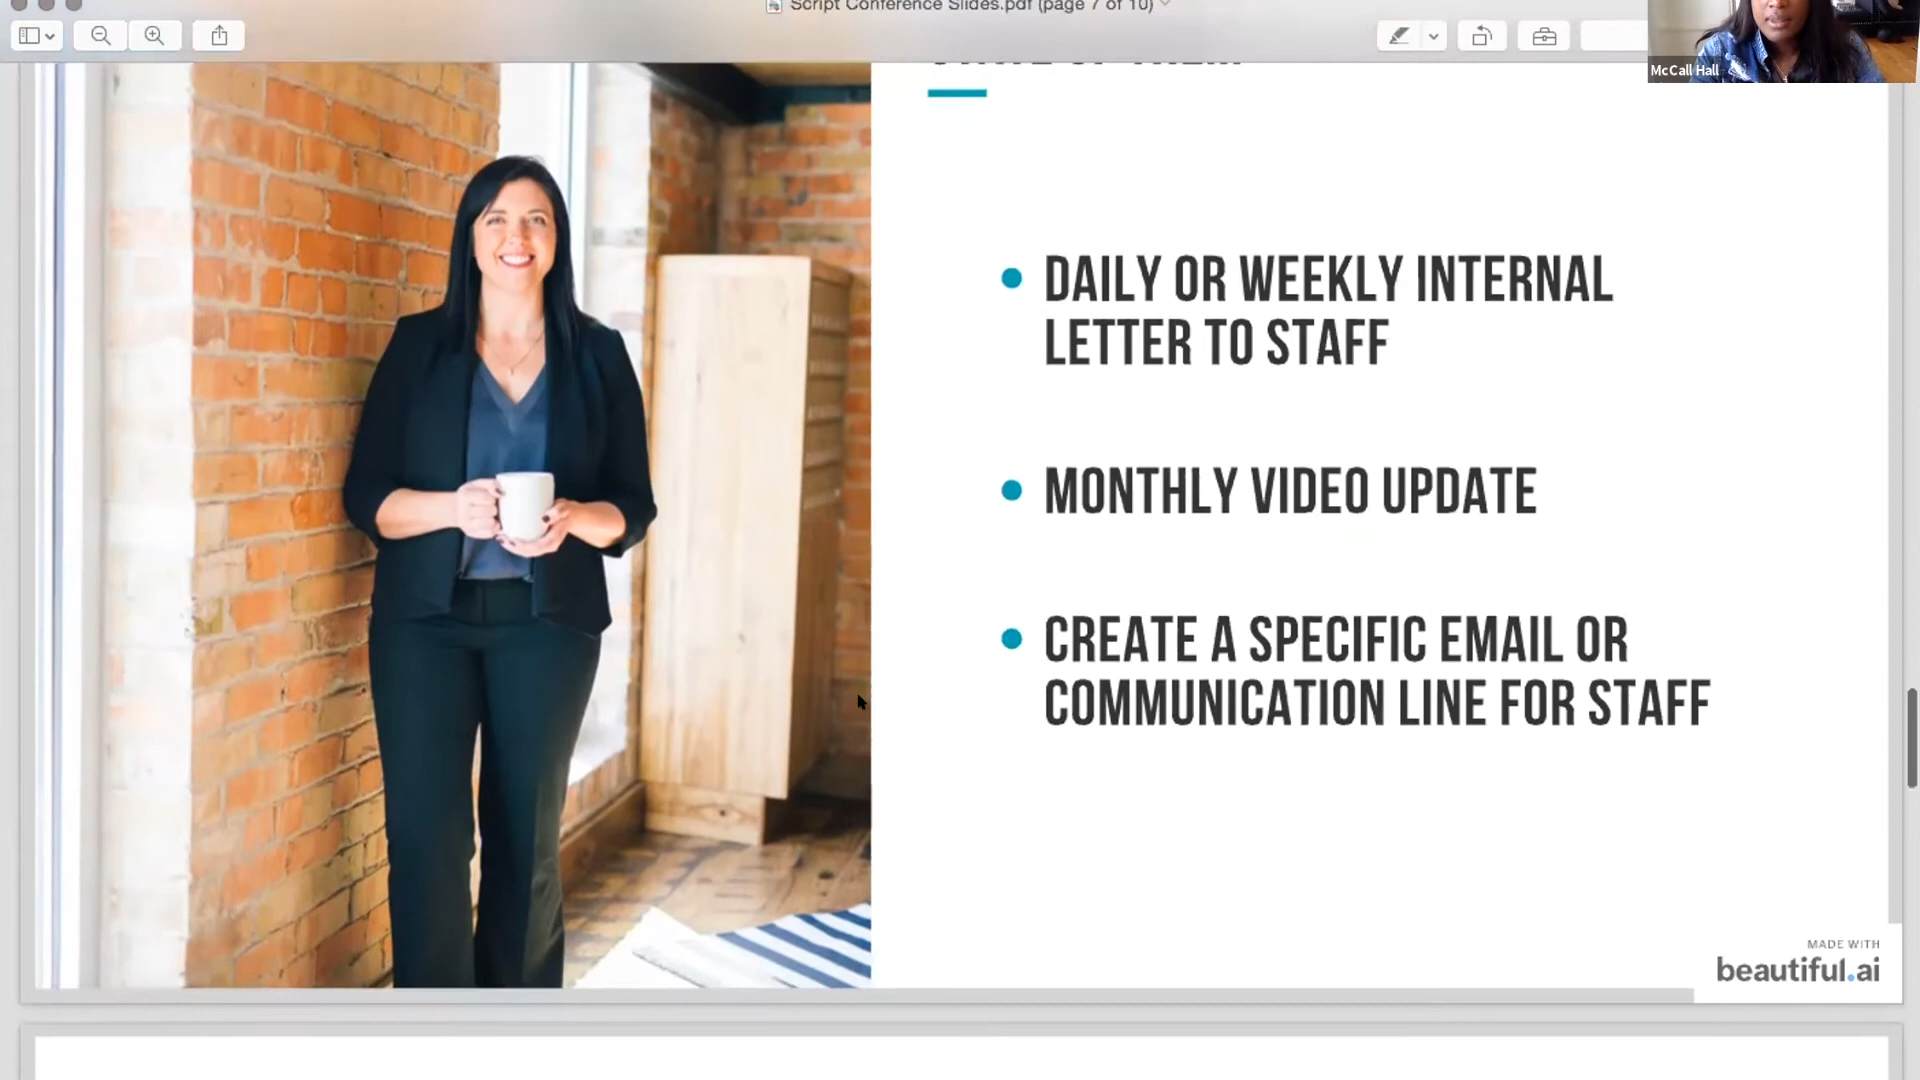 Script Conference Slides.pdf (page 7 of 10)
McCall Hall
DAILY OR WEEKLY INTERNAL
LETTER TO STAFF
MONTHLY VIDEO UPDATE
CREATE A SPECIFIC EMAIL OR
COMMUNICATION LINE FOR STAFF
MADE WITH
beautiful.ai